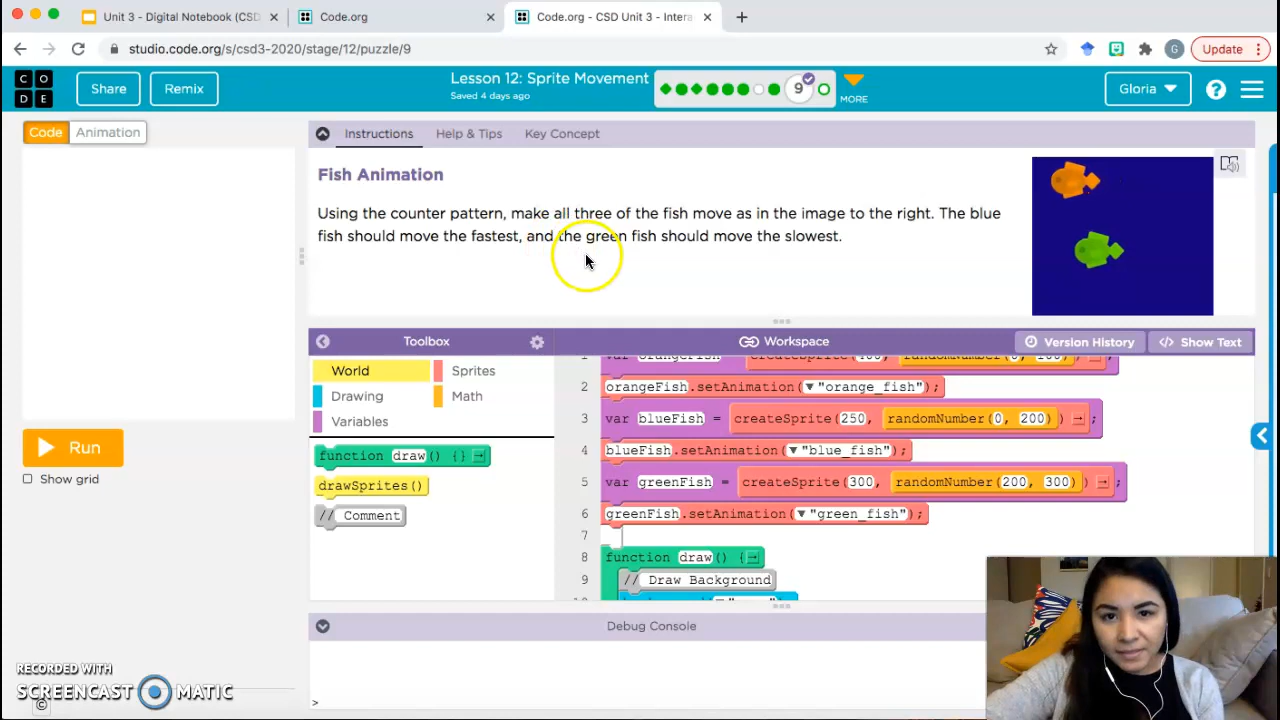 Unit 3 - Digital Notebook (CSD
Code.org
Code.org - CSD Unit 3 - Intera
studio.code.org/s/csd3-2020/stage/12/puzzle/9
G
Update
C O
D E
Share
Remix
Lesson 12: Sprite Movement
Saved 4 days ago
9
MORE
Gloria
?
Code
Animation
Instructions
Help & Tips
Key Concept
Fish Animation
Using the counter pattern, make all three of the fish move as in the image to the right. The blue
fish should move the fastest, and the green fish should move the slowest.
Toolbox
Workspace
Version History
</> Show Text
World
Sprites
Drawing
Math
Variables
function draw() {}
drawSprites()
// Comment
2 orangeFish.setAnimation("orange_fish");
3 var blueFish = createSprite(250, randomNumber(0, 200));
4 blueFish.setAnimation("blue_fish");
5 var greenFish = createSprite(300, randomNumber(200, 300));
6 greenFish.setAnimation("green_fish");
7
8 function draw() {
9 // Draw Background
Run
Show grid
Debug Console
>
RECORDED WITH
SCREENCAST MATIC
©